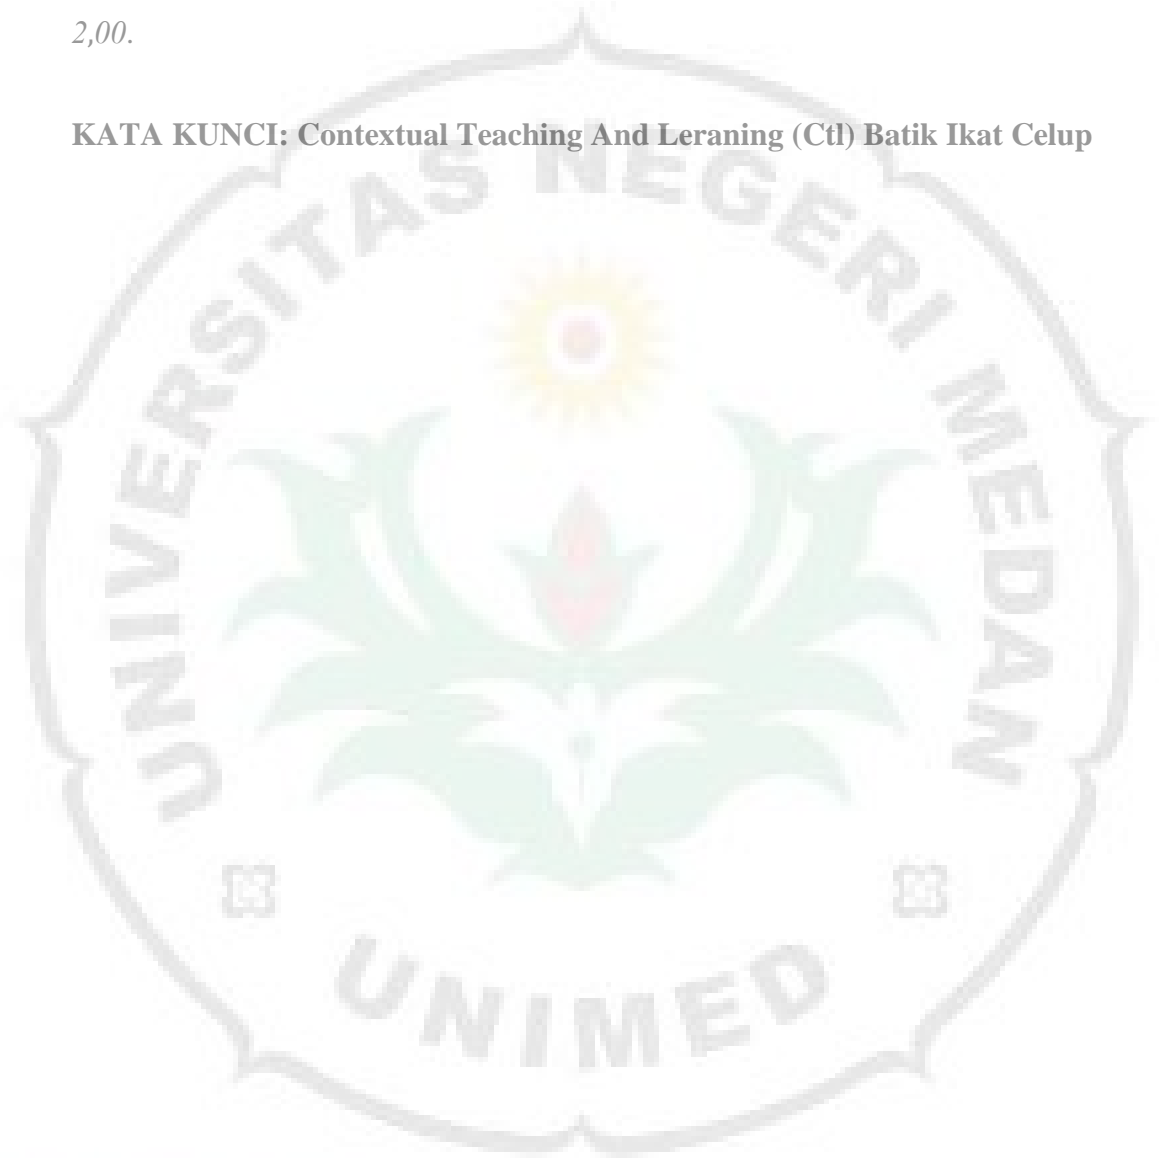 2,00.
KATA KUNCI: Contextual Teaching And Leraning (Ctl) Batik Ikat Celup
UNIVERSITAS NEGERI MEDAN
UNIMED